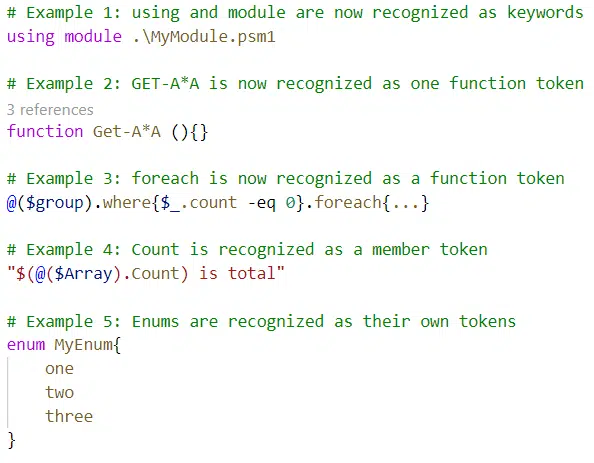 # Example 1: using and module are now recognized as keywords
using module .\MyModule.psm1
# Example 2: GET-A*A is now recognized as one function token
3 references
function Get-A*A (){}
# Example 3: foreach is now recognized as a function token
@($group).where{$_.count -eq 0}.foreach{...}
# Example 4: Count is recognized as a member token
"$(@($Array).Count) is total"
# Example 5: Enums are recognized as their own tokens
enum MyEnum{
    one
    two
    three
}